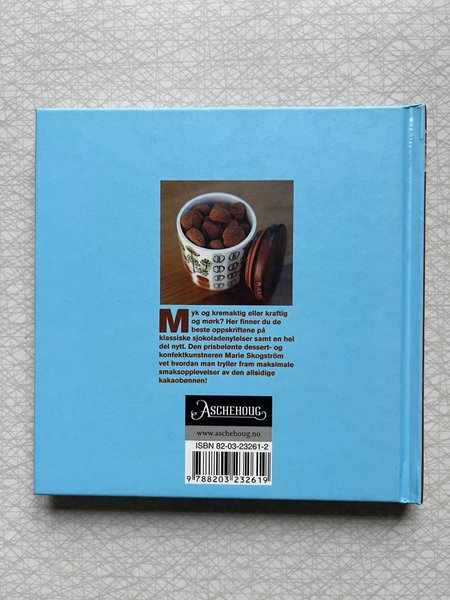 Myk og kremaktig eller kraftig
og mørk? Her finner du de
beste oppskriftene på
klassiske sjokoladenytelser samt en hel
del nytt. Den prisbelønte dessert- og
konfektkunstneren Marie Skogström
vet hvordan man tryller fram maksimale
smaksopplevelser av den allsidige
kakaobønnen!
ASCHEHOUG
www.aschehoug.no
ISBN 82-03-23261-2
9 788203 232619